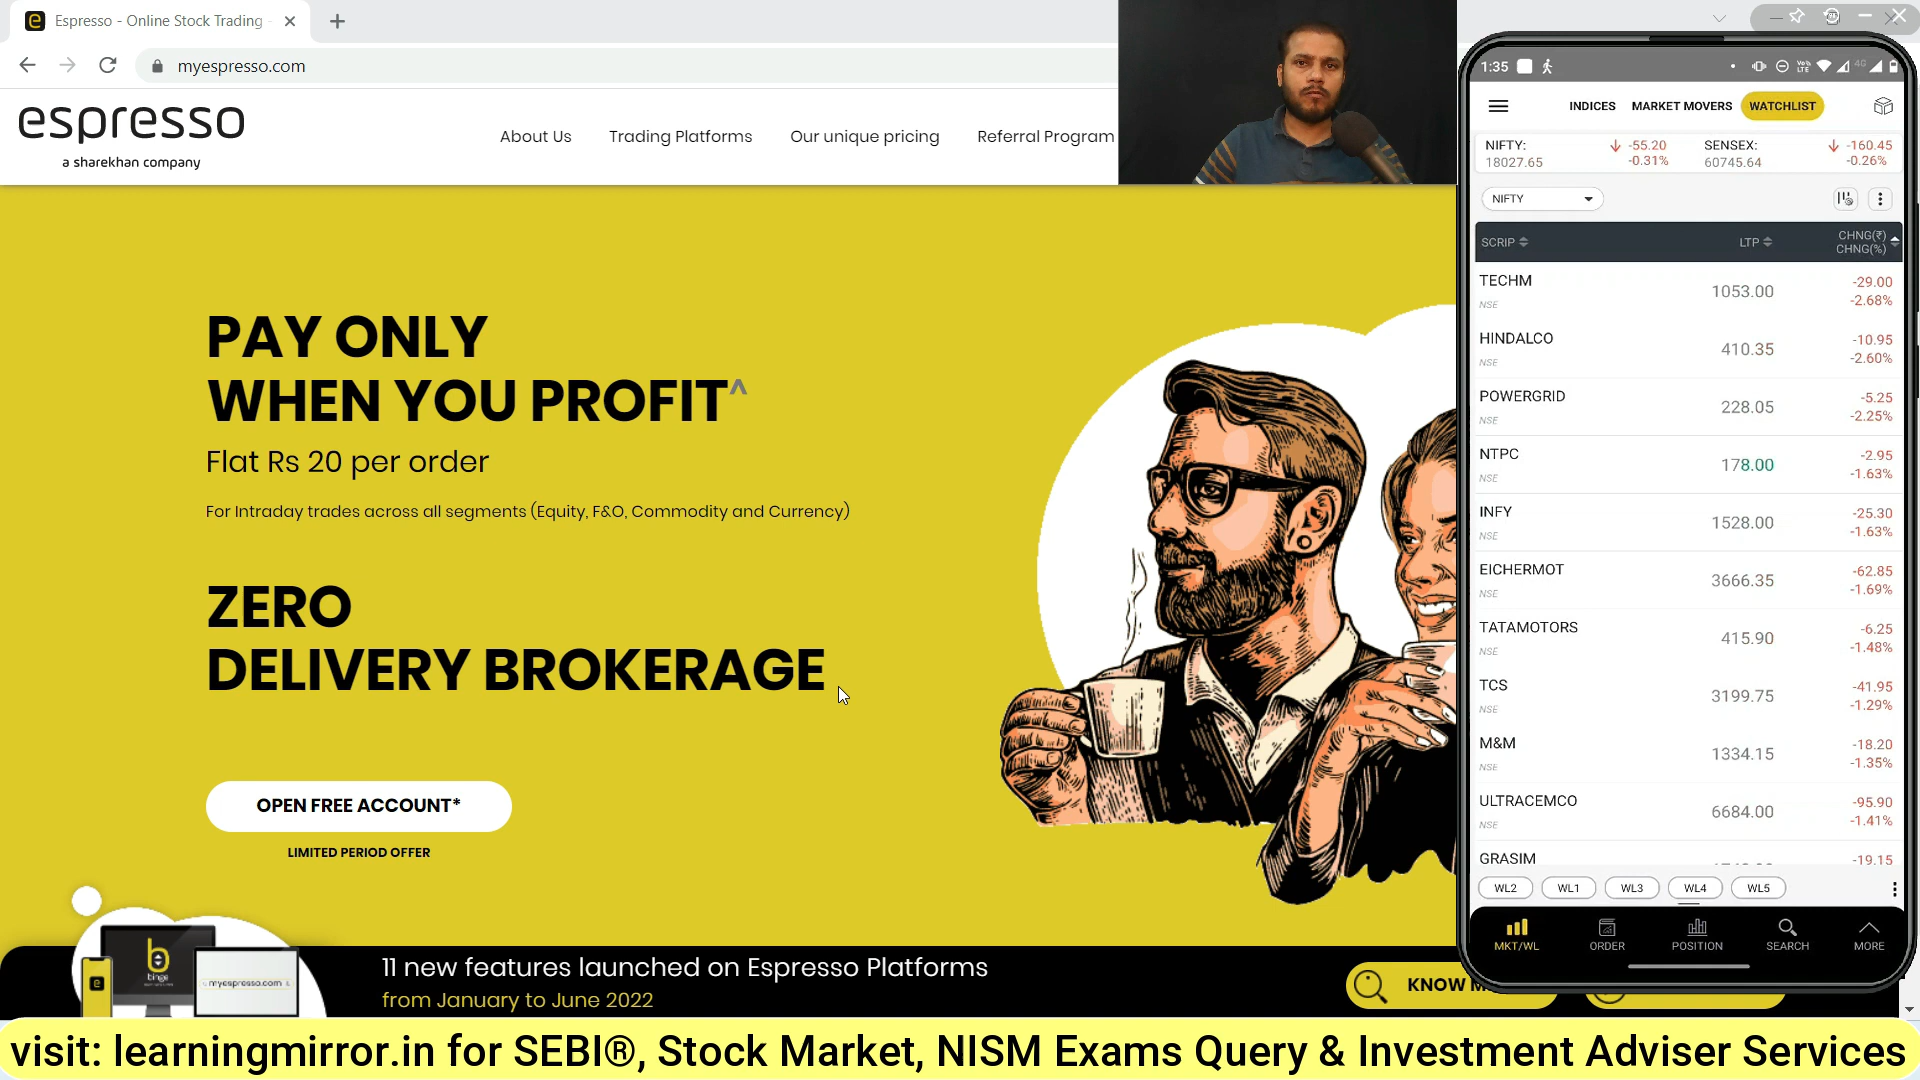 Espresso - Online Stock Trading -
myespresso.com
espresso
a sharekhan company
About Us
Trading Platforms
Our unique pricing
Referral Program
PAY ONLY
WHEN YOU PROFIT^
Flat Rs 20 per order
For Intraday trades across all segments (Equity, F&O, Commodity and Currency)
ZERO
DELIVERY BROKERAGE
OPEN FREE ACCOUNT*
LIMITED PERIOD OFFER
binge
myespresso.com
11 new features launched on Espresso Platforms
from January to June 2022
KNOW
1:35
4G
INDICES MARKET MOVERS WATCHLIST
NIFTY: -55.20 SENSEX: -160.45
18027.65 -0.31% 60745.64 -0.26%
NIFTY
SCRIP LTP CHNG(₹)
CHNG(%)
TECHM 1053.00 -29.00
NSE -2.68%
HINDALCO 410.35 -10.95
NSE -2.60%
POWERGRID 228.05 -5.25
NSE -2.25%
NTPC 178.00 -2.95
NSE -1.63%
INFY 1528.00 -25.30
NSE -1.63%
EICHERMOT 3666.35 -62.85
NSE -1.69%
TATAMOTORS 415.90 -6.25
NSE -1.48%
TCS 3199.75 -41.95
NSE -1.29%
M&M 1334.15 -18.20
NSE -1.35%
ULTRACEMCO 6684.00 -95.90
NSE -1.41%
GRASIM -19.15
WL2 WL1 WL3 WL4 WL5
MKT/WL ORDER POSITION SEARCH MORE
visit: learningmirror.in for SEBI®, Stock Market, NISM Exams Query & Investment Adviser Services